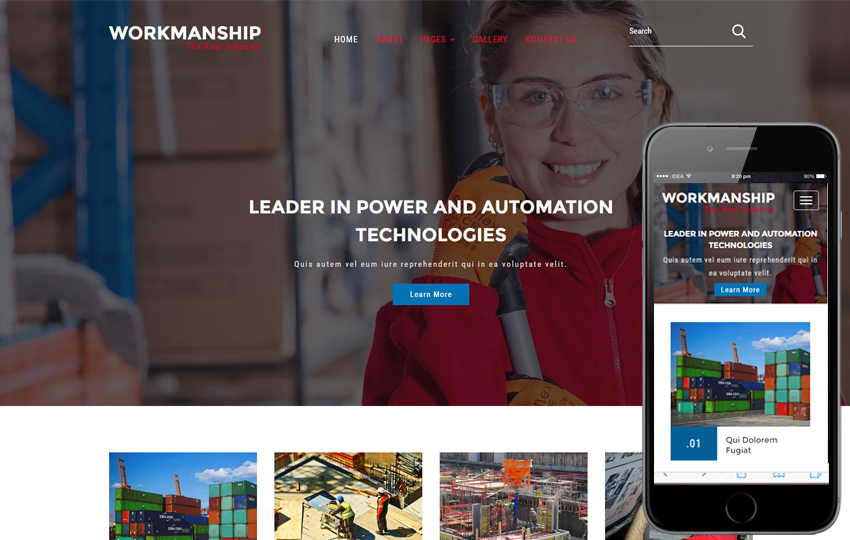 WORKMANSHIP
The Real Industry
HOME ABOUT PAGES GALLERY CONTACT US
Search
LEADER IN POWER AND AUTOMATION
TECHNOLOGIES
Quis autem vel eum iure reprehenderit qui in ea voluptate velit.
Learn More
IDEA 9:20 pm 90%
WORKMANSHIP
The Real Industry
LEADER IN POWER AND AUTOMATION
TECHNOLOGIES
Quis autem vel eum iure reprehenderit qui in
ea voluptate velit.
Learn More
.01
Qui Dolorem
Fugiat